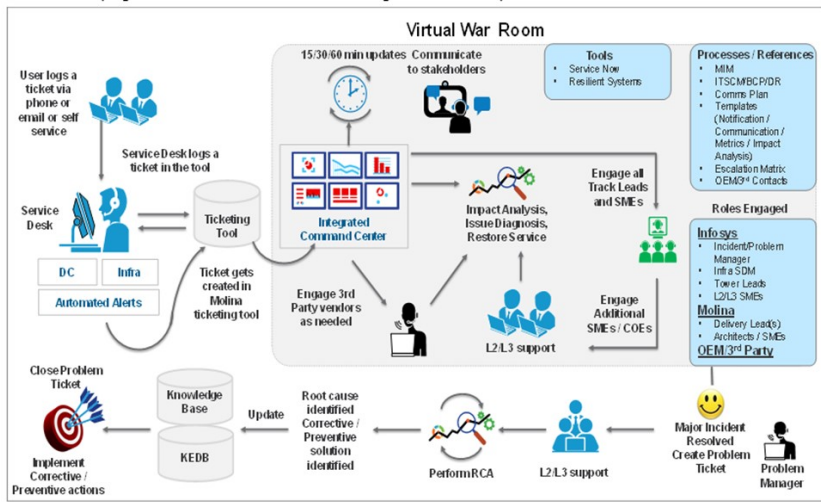 Virtual War Room
User logs a
ticket via
phone or
email or self
service
Service Desk logs a
ticket in the tool
Service
Desk
DC
Infra
Automated Alerts
Ticketing
Tool
Ticket gets
created in
Molina
ticketing tool
15/30/60 min updates
Communicate
to stakeholders
Integrated
Command Center
Impact Analysis,
Issue Diagnosis,
Restore Service
Engage all
Track Leads
and SMEs
Engage 3rd
Party vendors
as needed
L2/L3 support
Engage
Additional
SMEs / COEs
Tools
• Service Now
• Resilient Systems
Processes / References
• MIM
• ITSCM/BCP/DR
• Comms Plan
• Templates
(Notification /
Communication /
Metrics / Impact
Analysis)
• Escalation Matrix
• OEM/3rd Contacts
Roles Engaged
Infosys
• Incident/Problem
Manager
• Infra SDM
• Tower Leads
• L2/L3 SMEs
Molina
• Delivery Lead(s)
• Architects / SMEs
OEM/3rd Party
Close Problem
Ticket
Implement
Corrective /
Preventive actions
Knowledge
Base
KEDB
Update
Root cause
identified
Corrective /
Preventive
solution
identified
Perform RCA
L2/L3 support
Major Incident
Resolved
Create Problem
Ticket
Problem
Manager